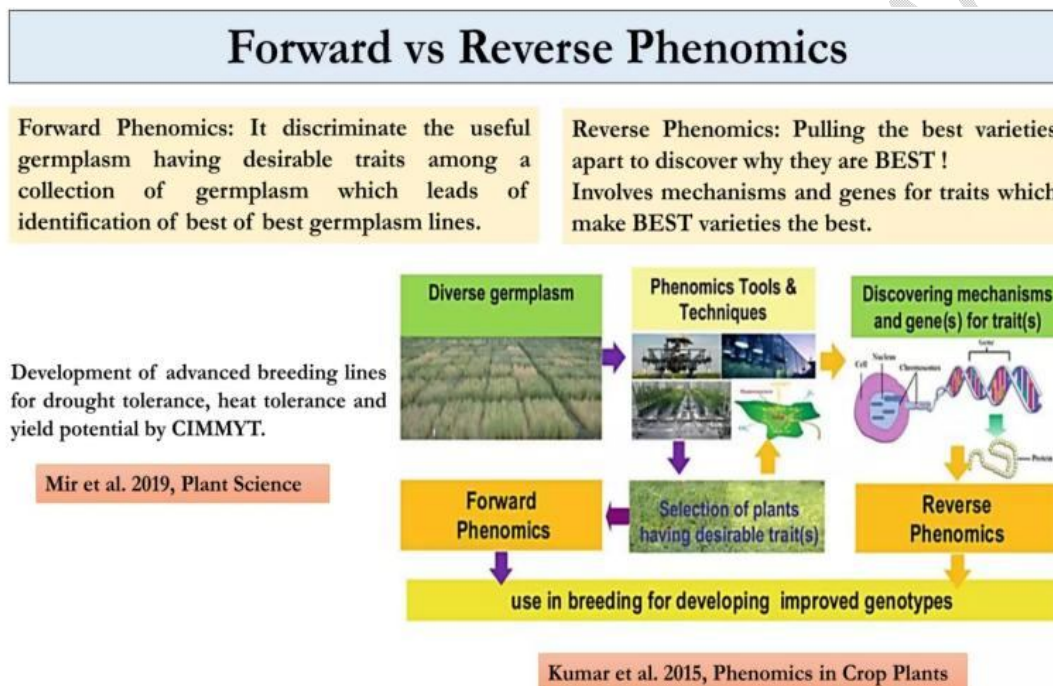 Forward vs Reverse Phenomics
Forward Phenomics: It discriminate the useful
germplasm having desirable traits among a
collection of germplasm which leads of
identification of best of best germplasm lines.
Reverse Phenomics: Pulling the best varieties
apart to discover why they are BEST !
Involves mechanisms and genes for traits which
make BEST varieties the best.
Diverse germplasm
Phenomics Tools &
Techniques
Discovering mechanisms
and gene(s) for trait(s)
Gene
Nucleus
Chromosomes
Cell
Protein
Development of advanced breeding lines
for drought tolerance, heat tolerance and
yield potential by CIMMYT.
Mir et al. 2019, Plant Science
Forward
Phenomics
Selection of plants
having desirable trait(s)
Reverse
Phenomics
use in breeding for developing improved genotypes
Kumar et al. 2015, Phenomics in Crop Plants